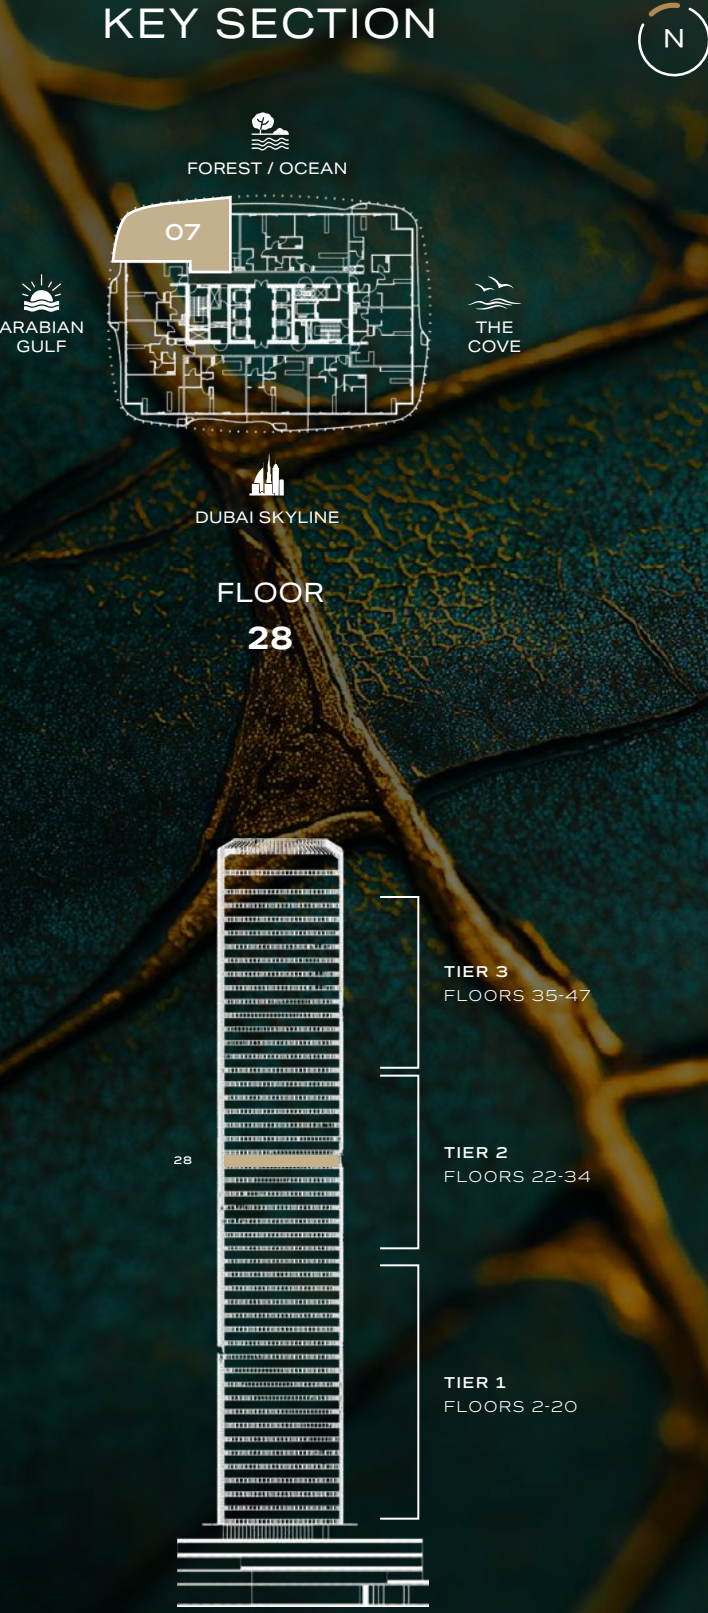 KEY SECTION
N
FOREST / OCEAN
07
ARABIAN
GULF
THE
COVE
DUBAI SKYLINE
FLOOR
28
TIER 3
FLOORS 35-47
28
TIER 2
FLOORS 22-34
TIER 1
FLOORS 2-20